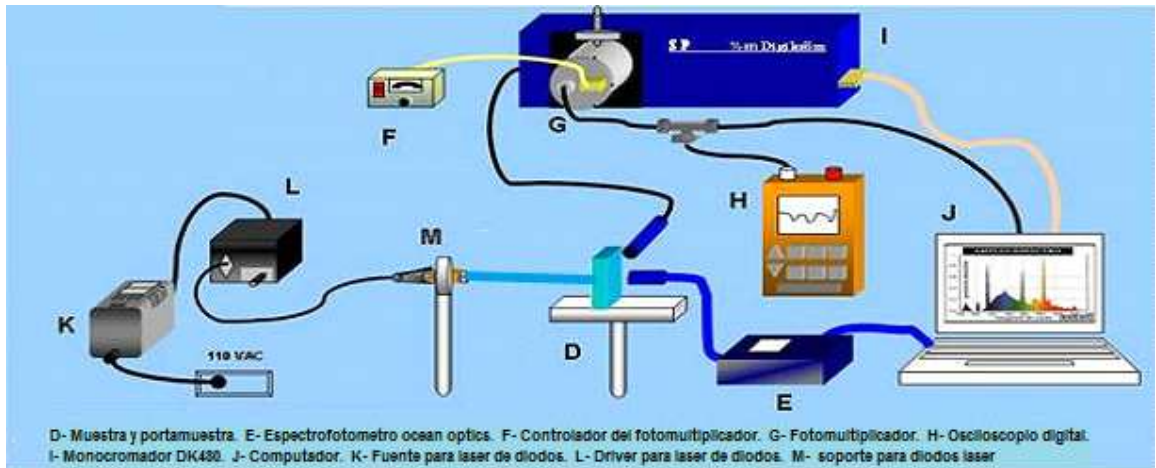 S P
I
F
G
L
H
J
M
K
110 VAC
D
E
D- Muestra y portamuestra. E- Espectrofotometro ocean optics. F- Controlador del fotomultiplicador. G- Fotomultiplicador. H- Osciloscopio digital.
I- Monocromador DK480. J- Computador. K- Fuente para laser de diodos. L- Driver para laser de diodos. M- soporte para diodos laser